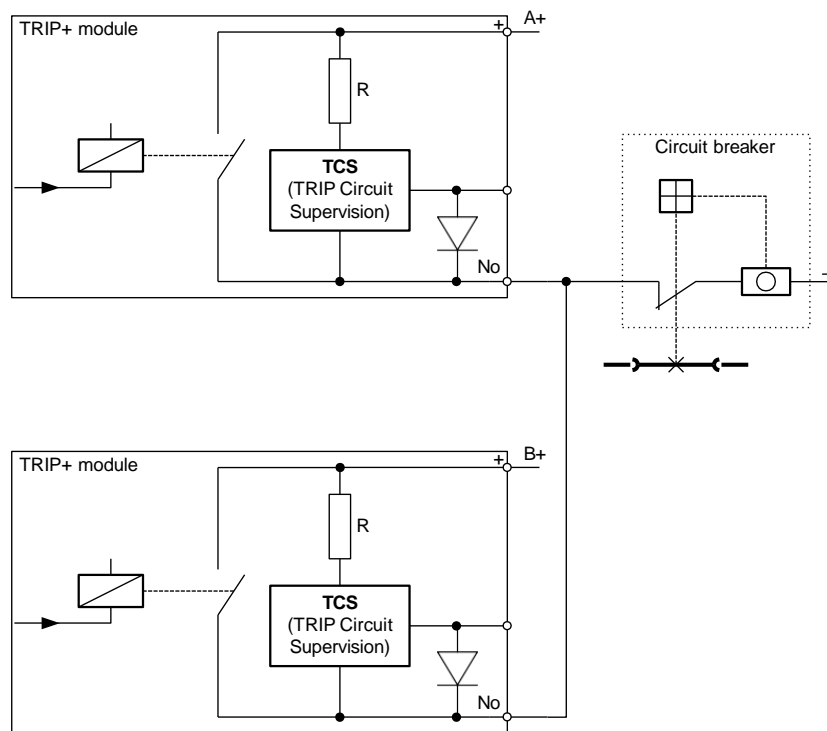 TRIP+ module
+
A+
R
TCS
(TRIP Circuit
Supervision)
No
Circuit breaker
-
TRIP+ module
+
B+
R
TCS
(TRIP Circuit
Supervision)
No